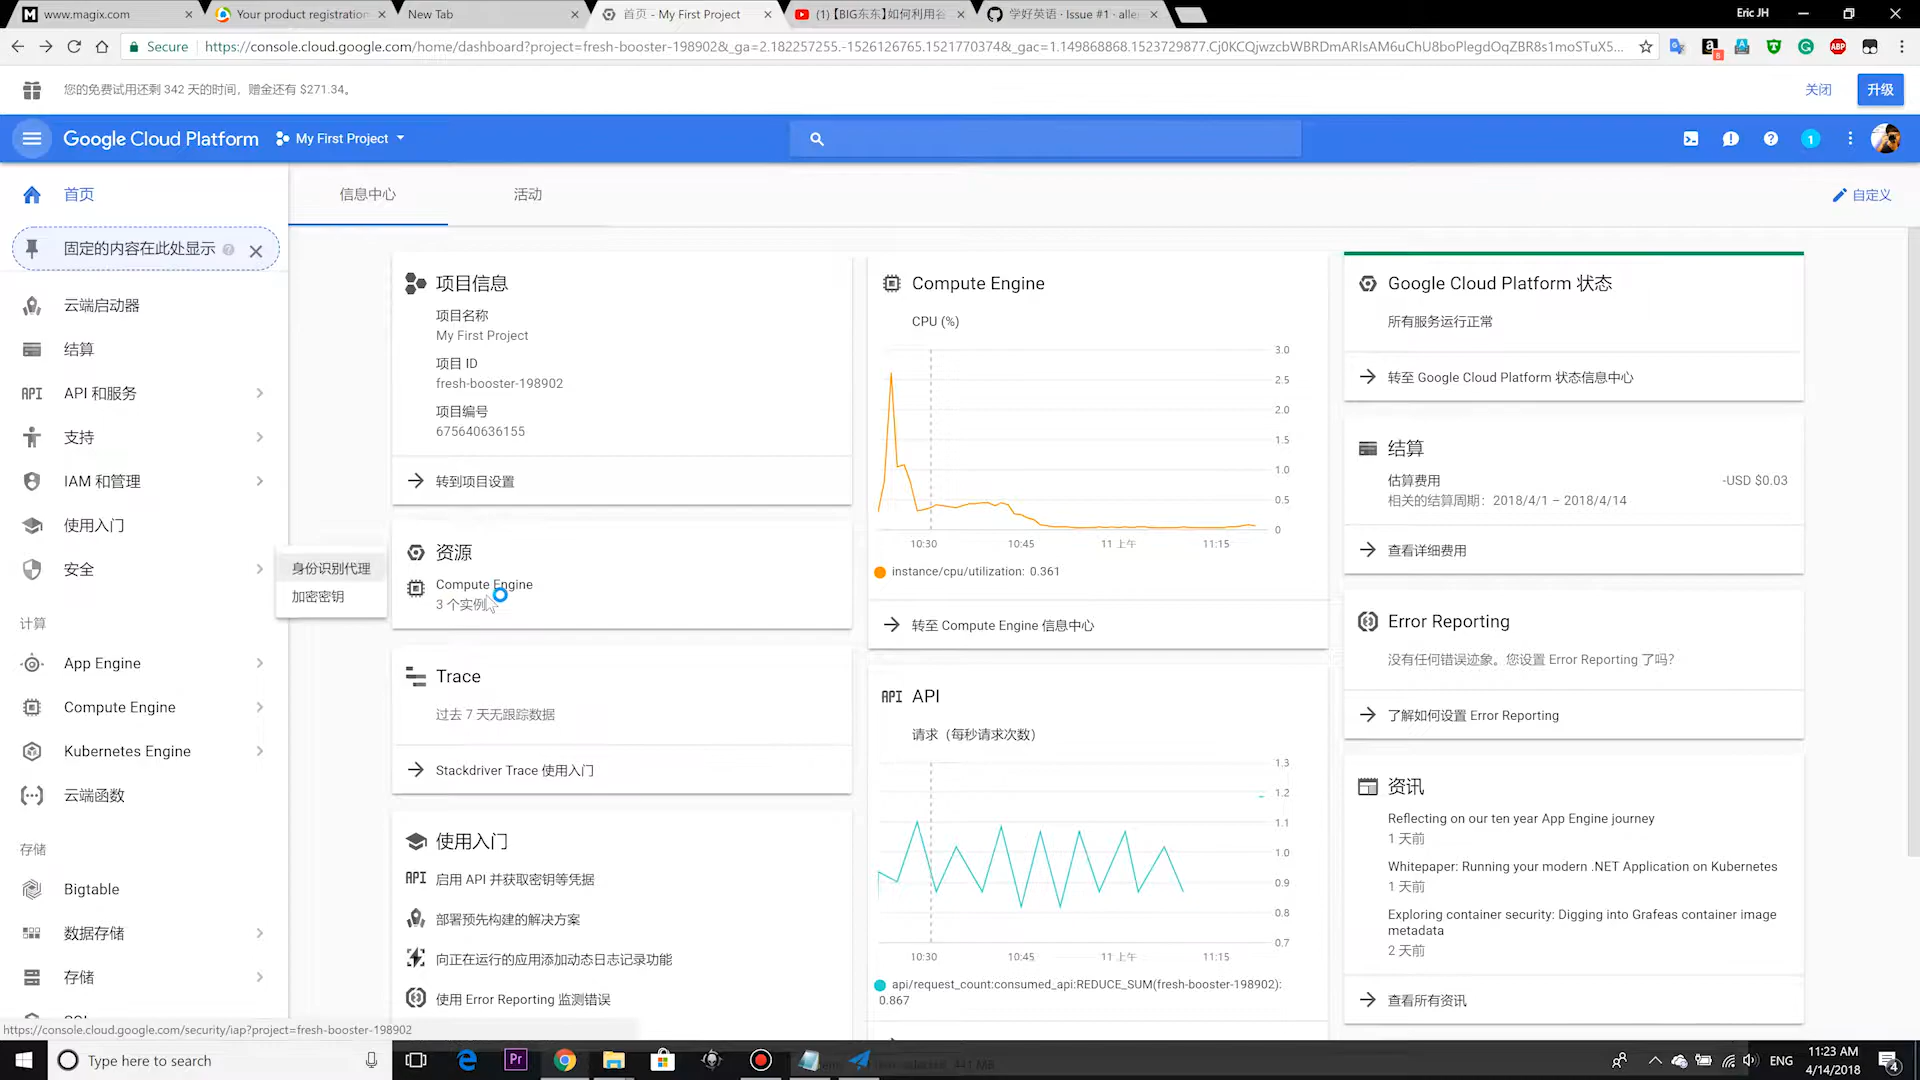 www.magix.com
Your product registration
New Tab
首页 - My First Project
(1)【BIG东东】如何利用谷
学好英语 · Issue #1 · alle
Eric JH
Secure
https://console.cloud.google.com/home/dashboard?project=fresh-booster-198902&_ga=2.182257255.-1526126765.1521770374&_gac=1.149868868.1523729877.Cj0KCQjwzcbWBRDmARIsAM6uChU8boPlegdOqZBR8s1moSTuX5...
您的免费试用还剩 342 天的时间，赠金还有 $271.34。
关闭
升级
Google Cloud Platform
My First Project
1
首页
固定的内容在此处显示
云端启动器
结算
API 和服务
支持
IAM 和管理
使用入门
安全
身份识别代理
加密密钥
计算
App Engine
Compute Engine
Kubernetes Engine
云端函数
存储
Bigtable
数据存储
存储
https://console.cloud.google.com/security/iap?project=fresh-booster-198902
信息中心
活动
自定义
项目信息
项目名称
My First Project
项目 ID
fresh-booster-198902
项目编号
675640636155
转到项目设置
资源
Compute Engine
3 个实例
Trace
过去 7 天无跟踪数据
Stackdriver Trace 使用入门
使用入门
API 启用 API 并获取密钥等凭据
部署预先构建的解决方案
向正在运行的应用添加动态日志记录功能
使用 Error Reporting 监测错误
Compute Engine
CPU (%)
3.0
2.5
2.0
1.5
1.0
0.5
0
10:30
10:45
11 上午
11:15
instance/cpu/utilization: 0.361
转至 Compute Engine 信息中心
API API
请求（每秒请求次数）
1.3
1.2
1.1
1.0
0.9
0.8
0.7
10:30
10:45
11 上午
11:15
api/request_count:consumed_api:REDUCE_SUM(fresh-booster-198902):
0.867
Google Cloud Platform 状态
所有服务运行正常
转至 Google Cloud Platform 状态信息中心
结算
估算费用
-USD $0.03
相关的结算周期：2018/4/1 – 2018/4/14
查看详细费用
Error Reporting
没有任何错误迹象。您设置 Error Reporting 了吗?
了解如何设置 Error Reporting
资讯
Reflecting on our ten year App Engine journey
1 天前
Whitepaper: Running your modern .NET Application on Kubernetes
1 天前
Exploring container security: Digging into Grafeas container image
metadata
2 天前
查看所有资讯
Type here to search
ENG
11:23 AM
4/14/2018
4